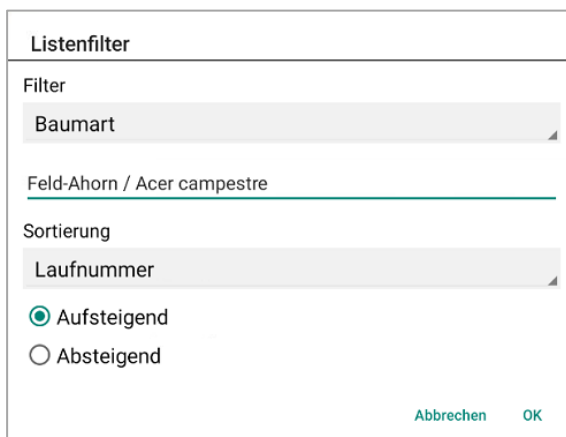 Listenfilter
Filter
Baumart
Feld-Ahorn / Acer campestre
Sortierung
Laufnummer
Aufsteigend
Absteigend
Abbrechen OK